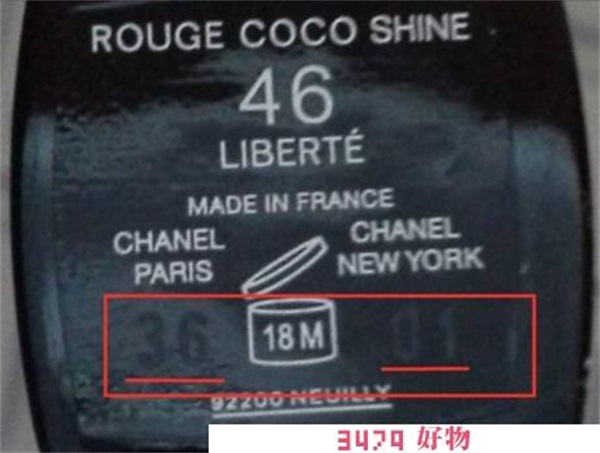 ROUGE COCO SHINE
46
LIBERTÉ
MADE IN FRANCE
CHANEL PARIS
CHANEL NEW YORK
36 18M 01
92200 NEUILLY
3479 好物